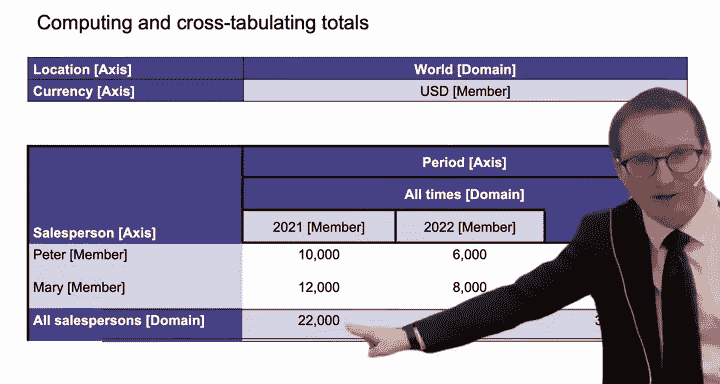 Computing and cross-tabulating totals
Location [Axis] World [Domain]
Currency [Axis] USD [Member]
Period [Axis]
All times [Domain]
Salesperson [Axis] 2021 [Member] 2022 [Member]
Peter [Member] 10,000 6,000
Mary [Member] 12,000 8,000
All salespersons [Domain] 22,000